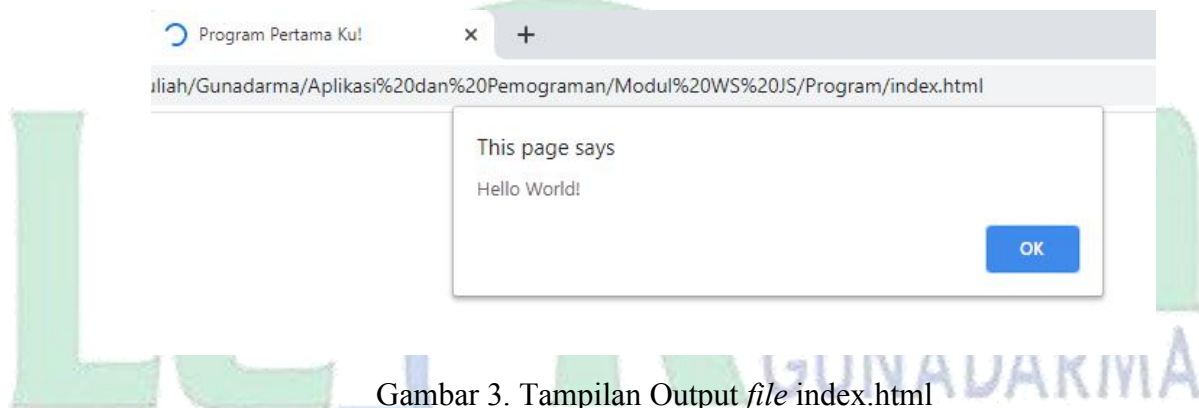 Program Pertama Ku!
uliah/Gunadarma/Aplikasi%20dan%20Pemograman/Modul%20WS%20JS/Program/index.html
This page says
Hello World!
OK
GUNADARMA
Gambar 3. Tampilan Output file index.html